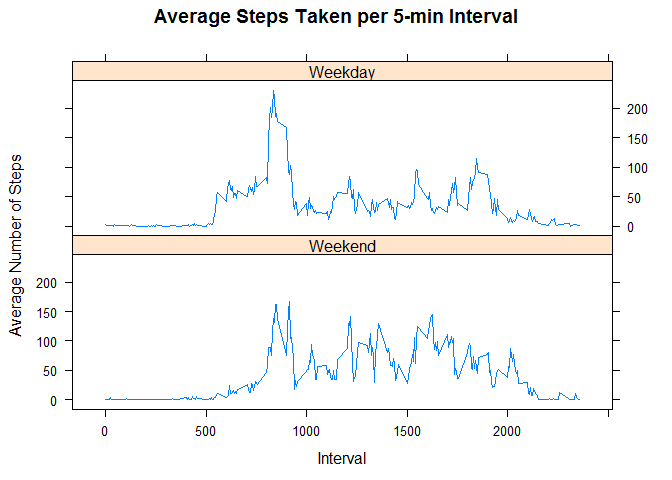 Average Steps Taken per 5-min Interval
Weekday
200
150
100
50
0
Average Number of Steps
Weekend
200
150
100
50
0
0 500 1000 1500 2000
Interval